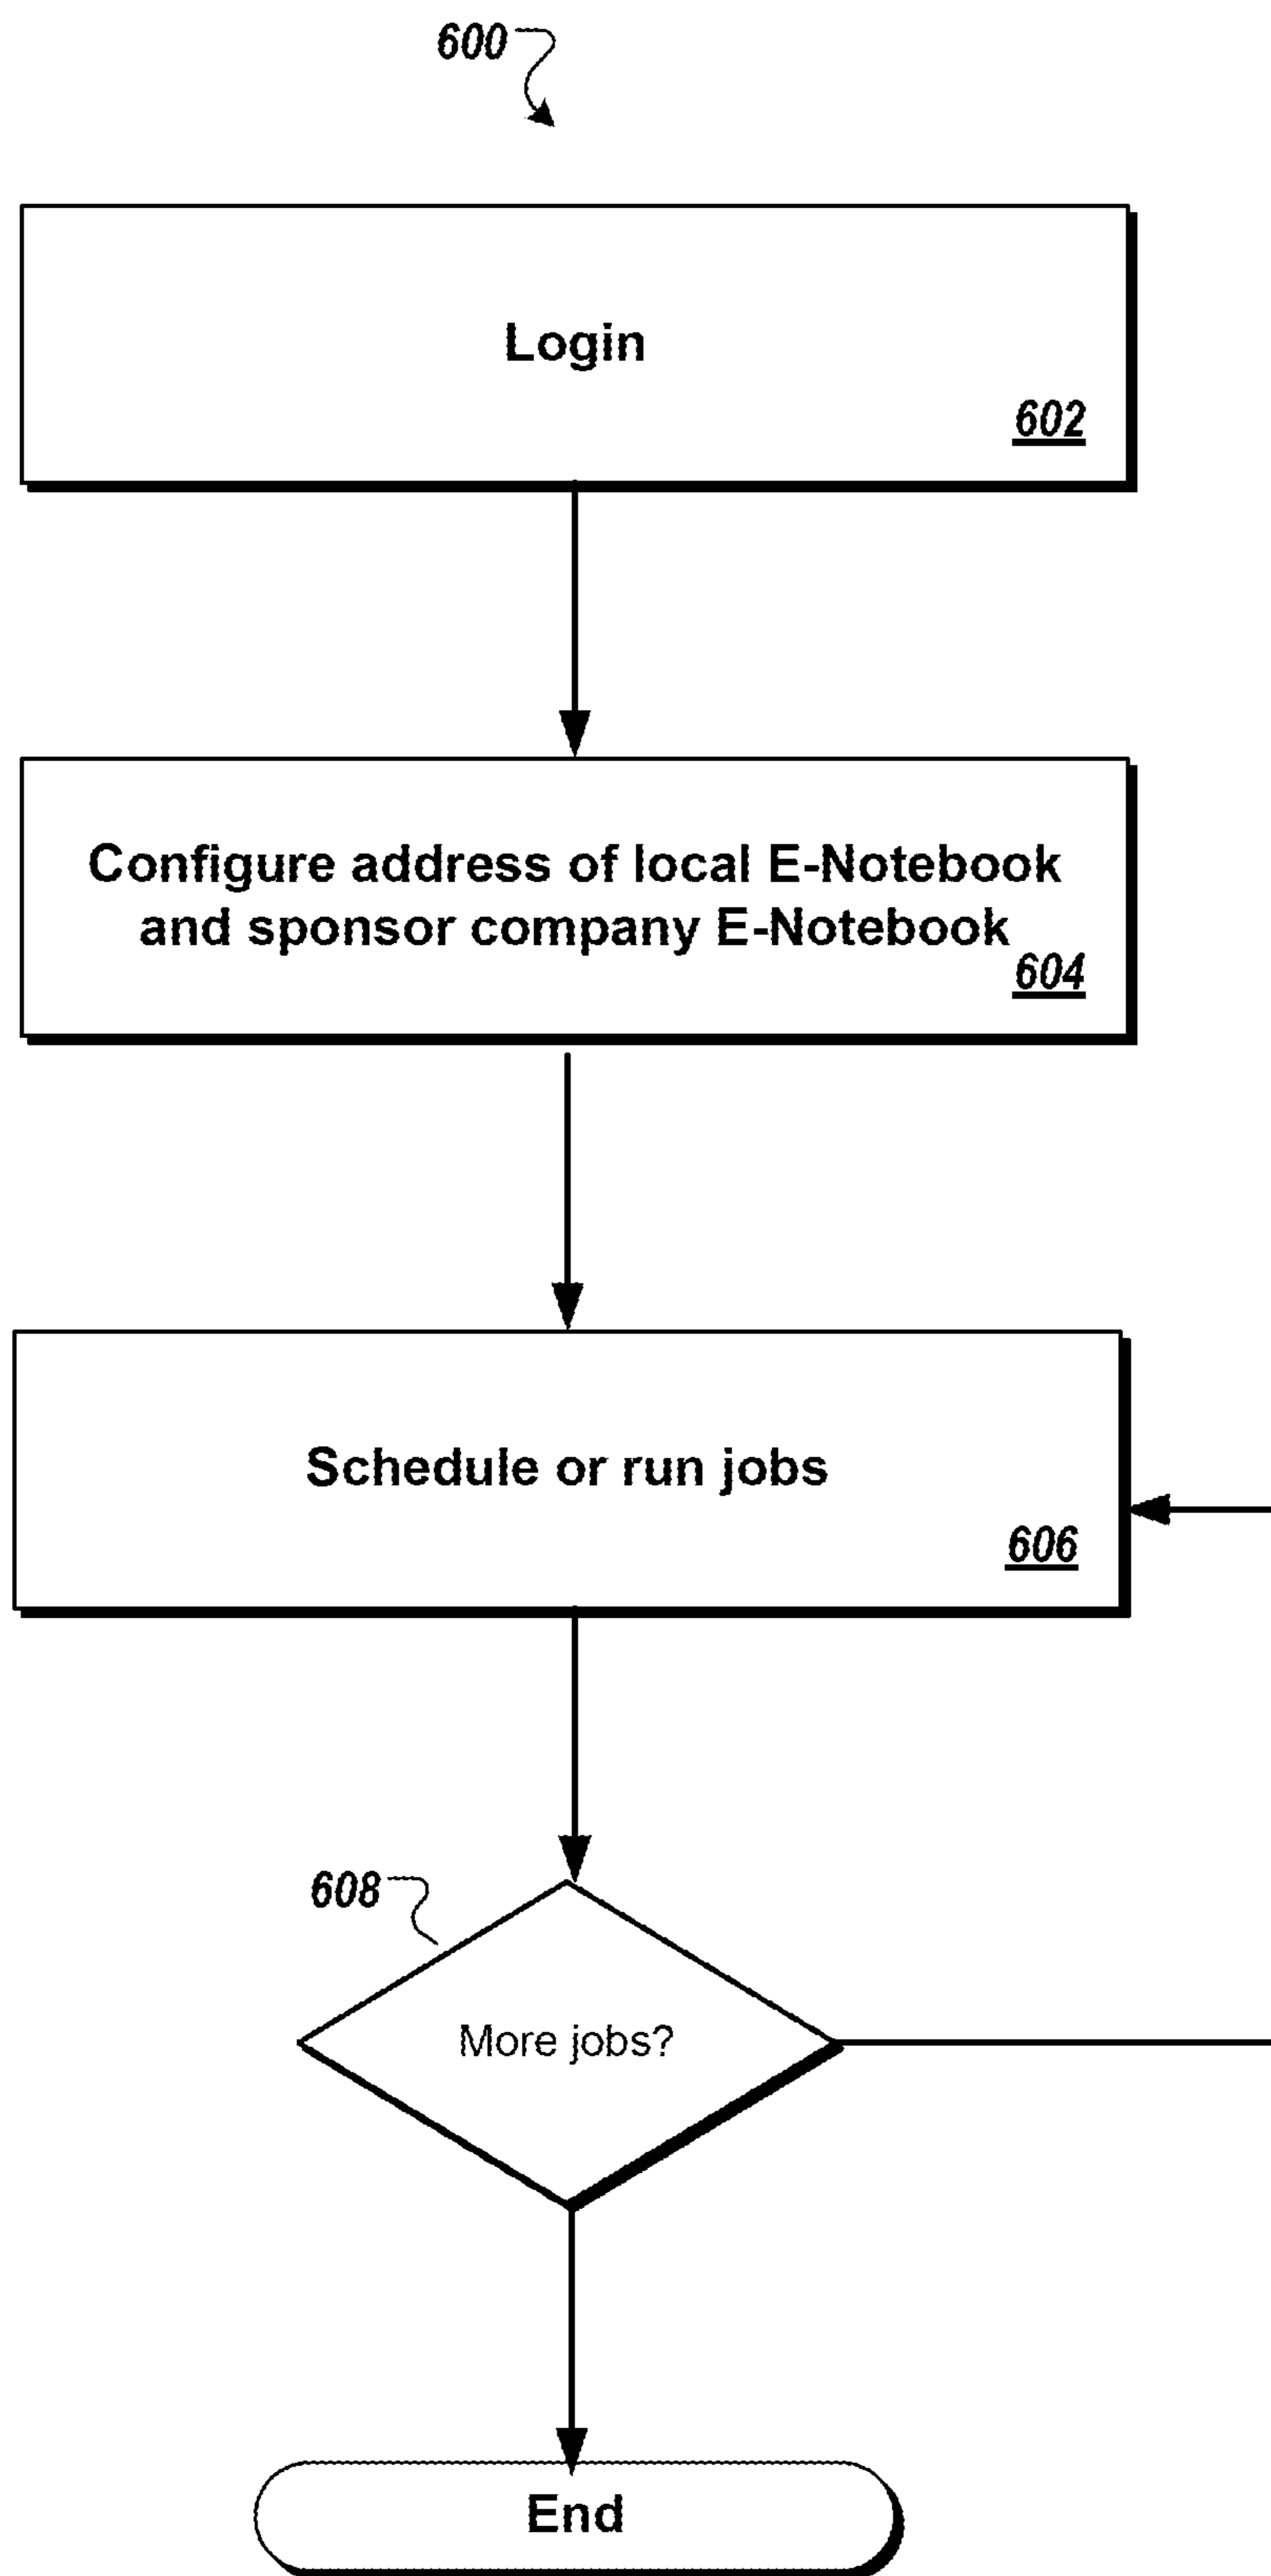 600
Login
602
Configure address of local E-Notebook
and sponsor company E-Notebook
604
Schedule or run jobs
606
608
More jobs?
End